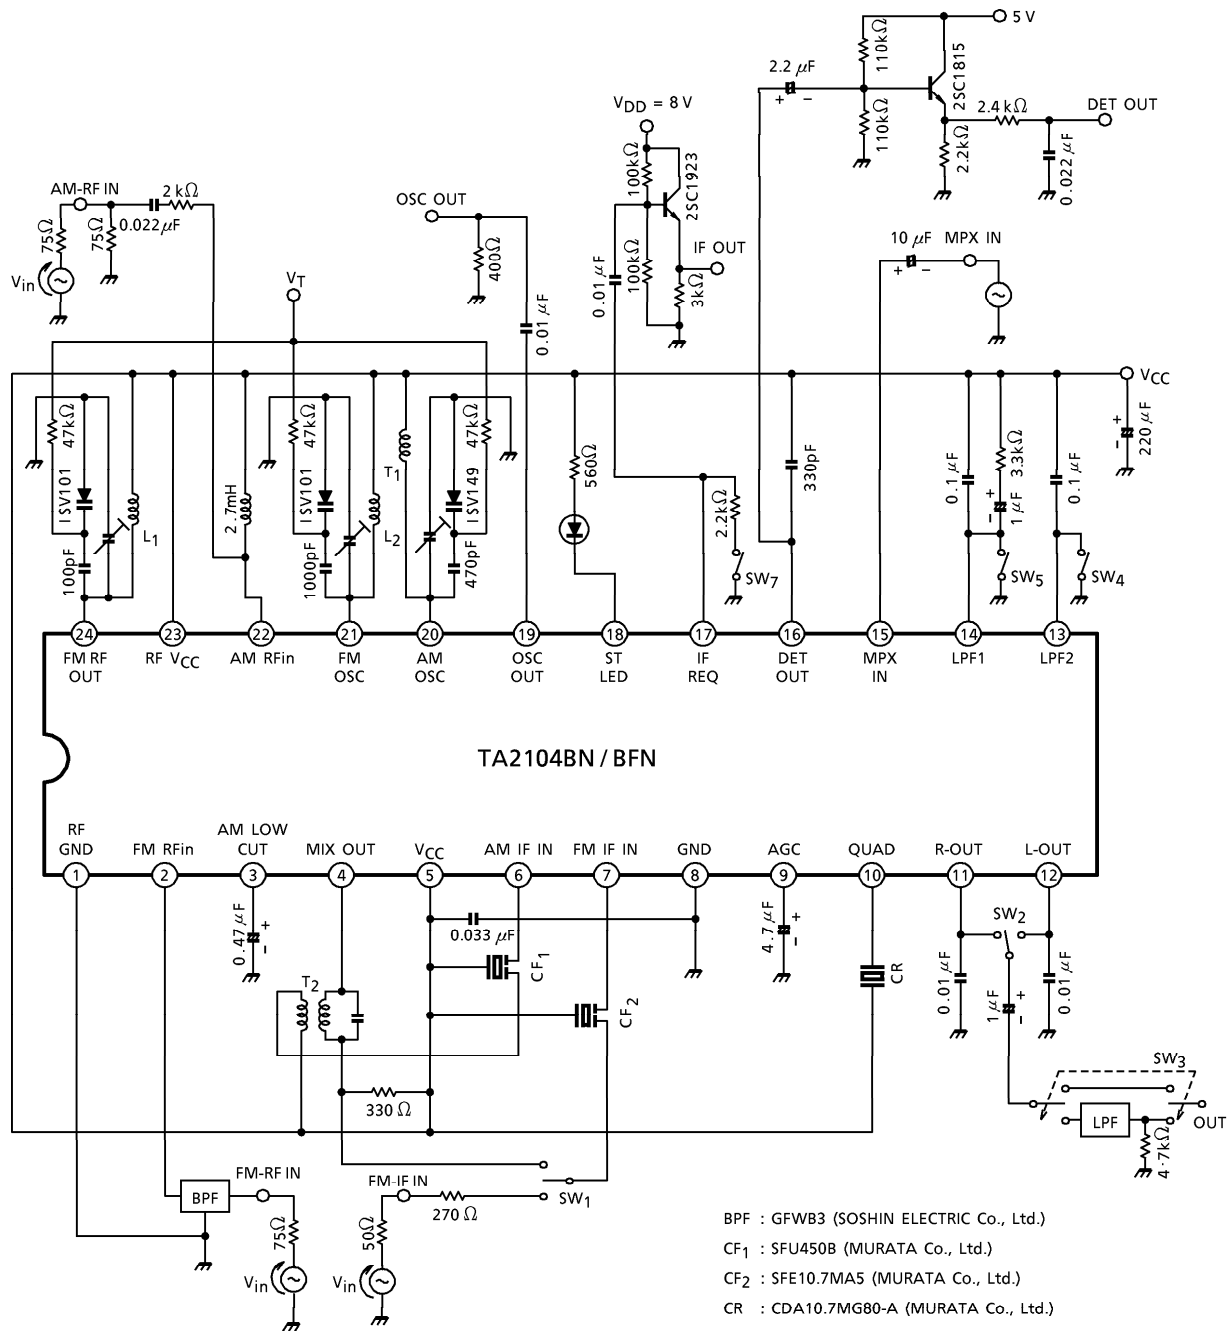 5 V
110kΩ
2.2 μF
+ −
2SC1815
110kΩ
2.4 kΩ
DET OUT
2.2kΩ
0.022 μF
VDD = 8 V
100kΩ
2SC1923
IF OUT
0.01 μF
100kΩ
3kΩ
AM-RF IN
2 kΩ
0.022 μF
75Ω
75Ω
Vin
OSC OUT
400Ω
0.01 μF
VT
10 μF
+ −
MPX IN
VCC
+
−
220 μF
47kΩ
1SV101
L1
100pF
2.7mH
47kΩ
1SV101
L2
1000pF
T1
1SV149
47kΩ
470pF
560Ω
2.2kΩ
SW7
330pF
0.1 μF
3.3kΩ
+
−
1 μF
SW5
0.1 μF
SW4
24 23 22 21 20 19 18 17 16 15 14 13
FM RF OUT
RF VCC
AM RFin
FM OSC
AM OSC
OSC OUT
ST LED
IF REQ
DET OUT
MPX IN
LPF1
LPF2
TA2104BN / BFN
RF GND
FM RFin
AM LOW CUT
MIX OUT
VCC
AM IF IN
FM IF IN
GND
AGC
QUAD
R-OUT
L-OUT
1 2 3 4 5 6 7 8 9 10 11 12
0.47 μF
+
−
T2
0.033 μF
CF1
CF2
4.7 μF
+
−
CR
SW2
0.01 μF
1 μF
+
−
0.01 μF
330 Ω
SW3
LPF
OUT
4.7kΩ
BPF
FM-RF IN
75Ω
Vin
FM-IF IN
270 Ω
SW1
50Ω
Vin
BPF : GFWB3 (SOSHIN ELECTRIC Co., Ltd.)
CF1 : SFU450B (MURATA Co., Ltd.)
CF2 : SFE10.7MA5 (MURATA Co., Ltd.)
CR : CDA10.7MG80-A (MURATA Co., Ltd.)